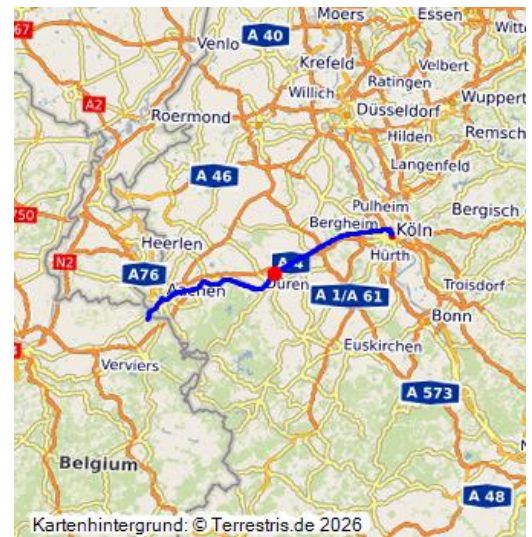 67
Moers
Essen
A 40
Witte
Venlo
Krefeld
Velbert
A2
Willich
Ratingen
Wuppert
Roermond
Düsseldorf
Hilden
Remsch
A 46
Langenfeld
Pulheim
750
Bergheim
Köln
Bergisch
Heerlen
N2
A76
A 4
Hürth
Aachen
Düren
A 1/A 61
Troisdorf
Bonn
Euskirchen
Verviers
A 573
Belgium
A 48
Kartenhintergrund: © Terrestris.de 2026